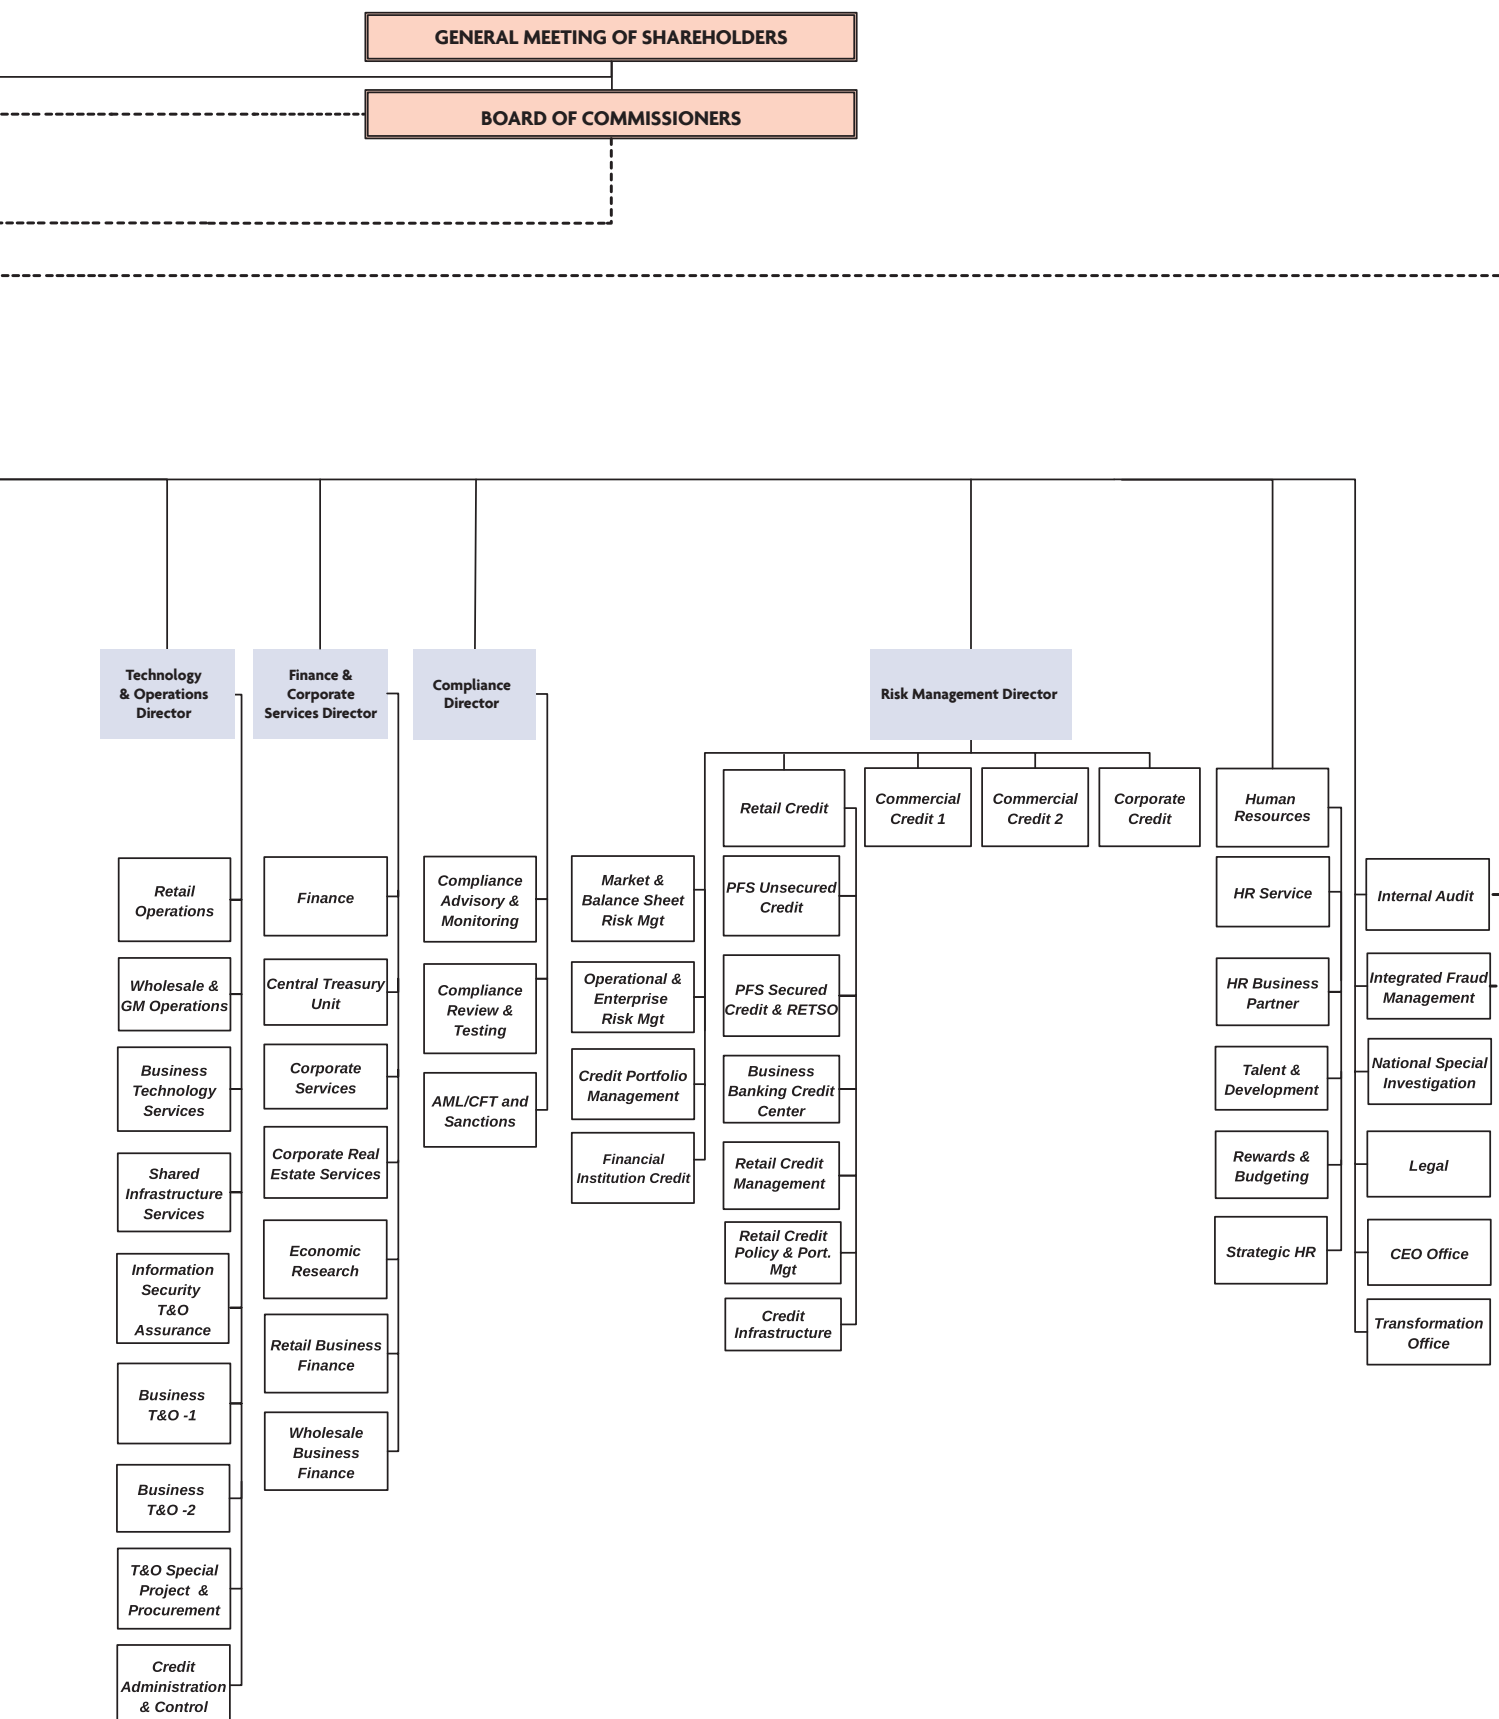 GENERAL MEETING OF SHAREHOLDERS
BOARD OF COMMISSIONERS
Technology
& Operations
Director
Finance &
Corporate
Services Director
Compliance
Director
Risk Management Director
Retail
Operations
Wholesale &
GM Operations
Business
Technology
Services
Shared
Infrastructure
Services
Information
Security
T&O
Assurance
Business
T&O -1
Business
T&O -2
T&O Special
Project &
Procurement
Credit
Administration
& Control
Finance
Central Treasury
Unit
Corporate
Services
Corporate Real
Estate Services
Economic
Research
Retail Business
Finance
Wholesale
Business
Finance
Compliance
Advisory &
Monitoring
Compliance
Review &
Testing
AML/CFT and
Sanctions
Market &
Balance Sheet
Risk Mgt
Operational &
Enterprise
Risk Mgt
Credit Portfolio
Management
Financial
Institution Credit
Retail Credit
PFS Unsecured
Credit
PFS Secured
Credit & RETSO
Business
Banking Credit
Center
Retail Credit
Management
Retail Credit
Policy & Port.
Mgt
Credit
Infrastructure
Commercial
Credit 1
Commercial
Credit 2
Corporate
Credit
Human
Resources
HR Service
HR Business
Partner
Talent &
Development
Rewards &
Budgeting
Strategic HR
Internal Audit
Integrated Fraud
Management
National Special
Investigation
Legal
CEO Office
Transformation
Office